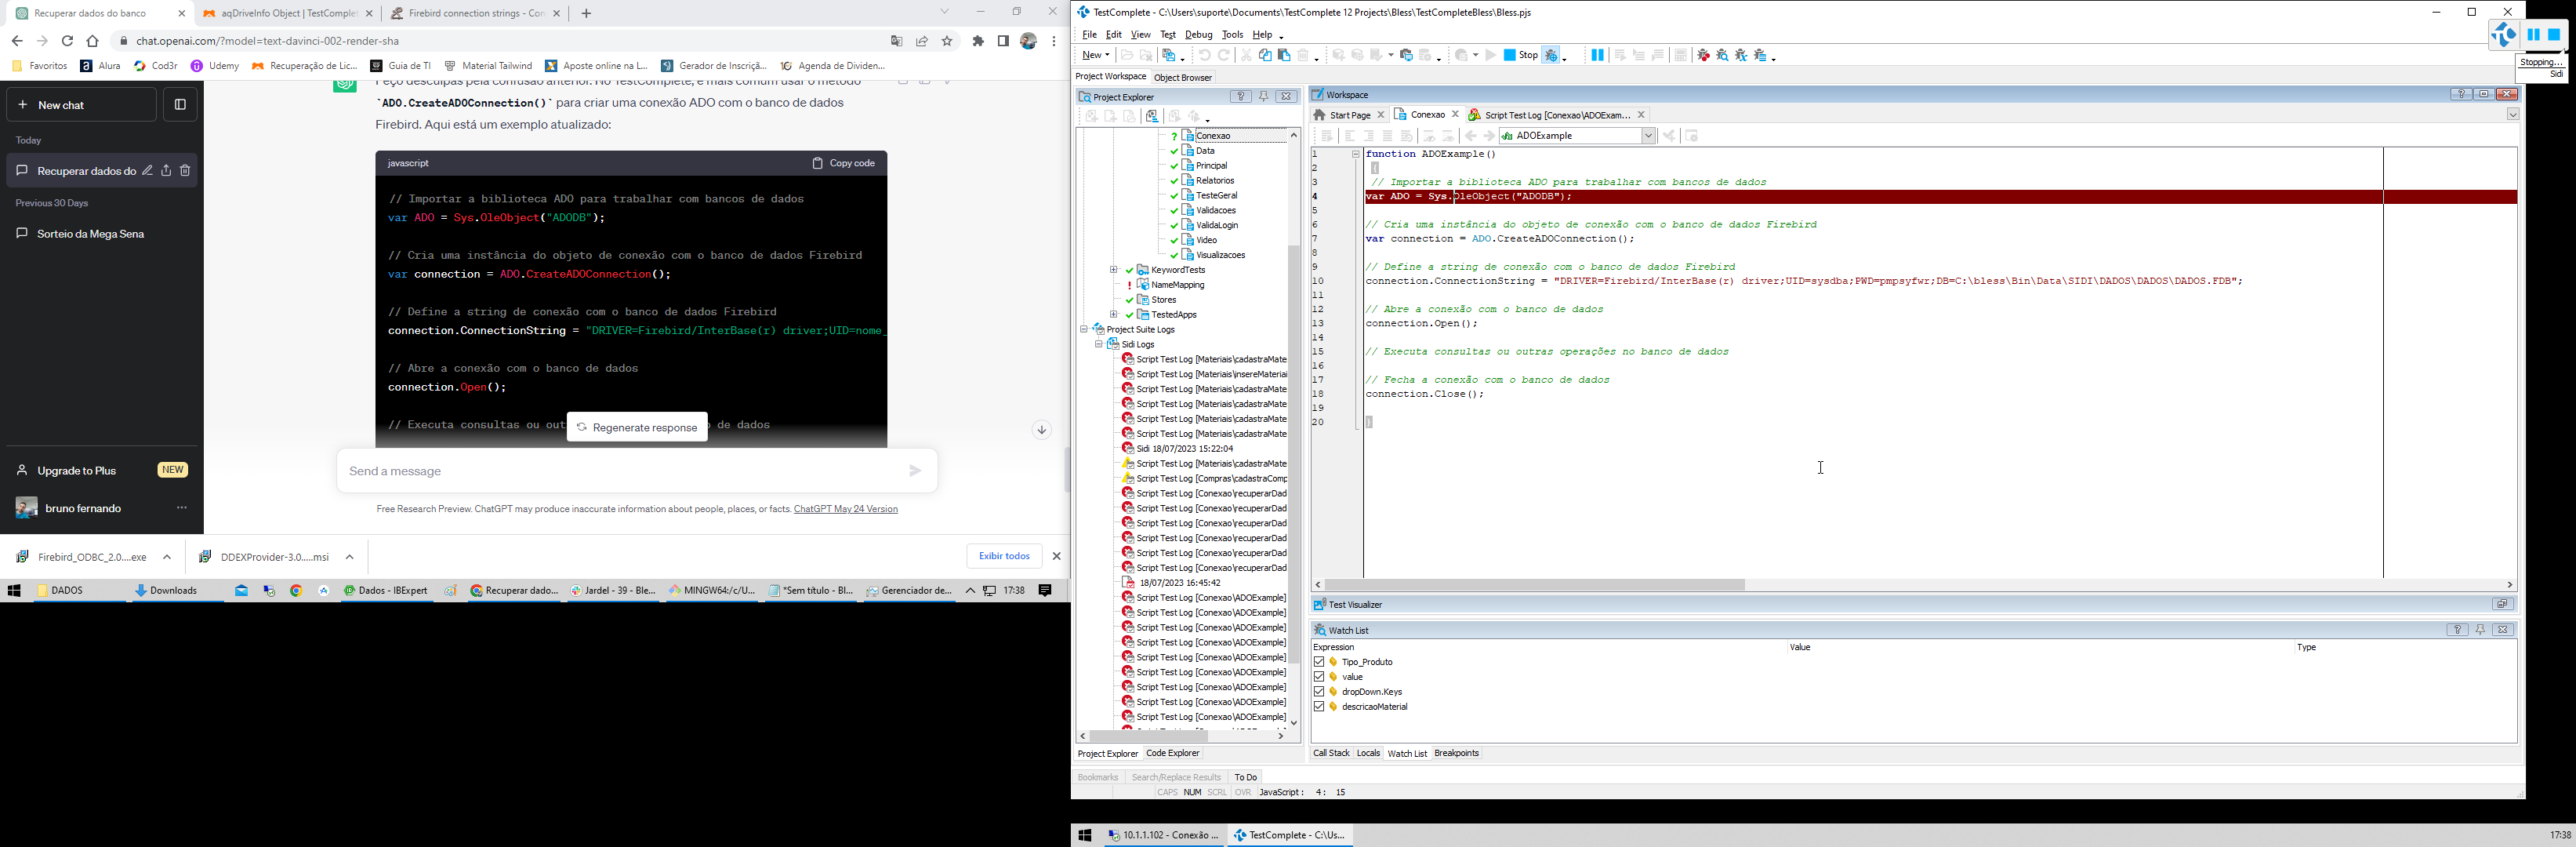 Recuperar dados do banco
aqDriveInfo Object | TestComplet
Firebird connection strings - Con
chat.openai.com/?model=text-davinci-002-render-sha
Favoritos
Alura
Cod3r
Udemy
Recuperação de Lic...
Guia de TI
Material Tailwind
Aposte online na L...
Gerador de Inscriçã...
Agenda de Dividen...
New chat
Today
Recuperar dados do
Previous 30 Days
Sorteio da Mega Sena
Upgrade to Plus
NEW
bruno fernando
Peço desculpas pela confusão anterior. No TestComplete, é mais comum usar o método
`ADO.CreateADOConnection()` para criar uma conexão ADO com o banco de dados
Firebird. Aqui está um exemplo atualizado:
javascript
Copy code
// Importar a biblioteca ADO para trabalhar com bancos de dados
var ADO = Sys.OleObject("ADODB");
// Cria uma instância do objeto de conexão com o banco de dados Firebird
var connection = ADO.CreateADOConnection();
// Define a string de conexão com o banco de dados Firebird
connection.ConnectionString = "DRIVER=Firebird/InterBase(r) driver;UID=nome_
// Abre a conexão com o banco de dados
connection.Open();
// Executa consultas ou out
o de dados
Regenerate response
Send a message
Free Research Preview. ChatGPT may produce inaccurate information about people, places, or facts. ChatGPT May 24 Version
Firebird_ODBC_2.0....exe
DDEXProvider-3.0.....msi
Exibir todos
DADOS
Downloads
Dados - IBExpert
Recuperar dado...
Jardel - 39 - Ble...
MINGW64:/c/U...
*Sem título - Bl...
Gerenciador de...
17:38
TestComplete - C:\Users\suporte\Documents\TestComplete 12 Projects\Bless\TestCompleteBless\Bless.pjs
File Edit View Test Debug Tools Help
New
Stop
Stopping...
Sidi
Project Workspace
Object Browser
Project Explorer
Conexao
Data
Principal
Relatorios
TesteGeral
Validacoes
ValidaLogin
Video
Visualizacoes
KeywordTests
NameMapping
Stores
TestedApps
Project Suite Logs
Sidi Logs
Script Test Log [Materiais\cadastraMate
Script Test Log [Materiais\insereMateriai
Script Test Log [Materiais\cadastraMate
Script Test Log [Materiais\cadastraMate
Script Test Log [Materiais\cadastraMate
Script Test Log [Materiais\cadastraMate
Sidi 18/07/2023 15:22:04
Script Test Log [Materiais\cadastraMate
Script Test Log [Compras\cadastraComp
Script Test Log [Conexao\recuperarDad
Script Test Log [Conexao\recuperarDad
Script Test Log [Conexao\recuperarDad
Script Test Log [Conexao\recuperarDad
Script Test Log [Conexao\recuperarDad
Script Test Log [Conexao\recuperarDad
18/07/2023 16:45:42
Script Test Log [Conexao\ADOExample]
Script Test Log [Conexao\ADOExample]
Script Test Log [Conexao\ADOExample]
Script Test Log [Conexao\ADOExample]
Script Test Log [Conexao\ADOExample]
Script Test Log [Conexao\ADOExample]
Script Test Log [Conexao\ADOExample]
Script Test Log [Conexao\ADOExample]
Script Test Log [Conexao\ADOExample]
Project Explorer
Code Explorer
Workspace
Start Page
Conexao
Script Test Log [Conexao\ADOExam...
ADOExample
1 function ADOExample()
2 {
3 // Importar a biblioteca ADO para trabalhar com bancos de dados
4 var ADO = Sys.OleObject("ADODB");
5
6 // Cria uma instância do objeto de conexão com o banco de dados Firebird
7 var connection = ADO.CreateADOConnection();
8
9 // Define a string de conexão com o banco de dados Firebird
10 connection.ConnectionString = "DRIVER=Firebird/InterBase(r) driver;UID=sysdba;PWD=pmpsyfwr;DB=C:\bless\Bin\Data\SIDI\DADOS\DADOS\DADOS.FDB";
11
12 // Abre a conexão com o banco de dados
13 connection.Open();
14
15 // Executa consultas ou outras operações no banco de dados
16
17 // Fecha a conexão com o banco de dados
18 connection.Close();
19
20 }
Test Visualizer
Watch List
Expression
Value
Type
Tipo_Produto
value
dropDown.Keys
descricaoMaterial
Call Stack
Locals
Watch List
Breakpoints
Bookmarks
Search/Replace Results
To Do
CAPS NUM SCRL OVR JavaScript: 4: 15
10.1.1.102 - Conexão ...
TestComplete - C:\Us...
17:38